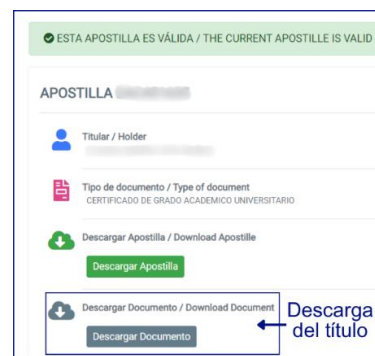 ESTA APOSTILLA ES VÁLIDA / THE CURRENT APOSTILLE IS VALID
APOSTILLA
Titular / Holder
Tipo de documento / Type of document
CERTIFICADO DE GRADO ACADEMICO UNIVERSITARIO
Descargar Apostilla / Download Apostille
Descargar Apostilla
Descargar Documento / Download Document
Descargar Documento
Descarga
del título